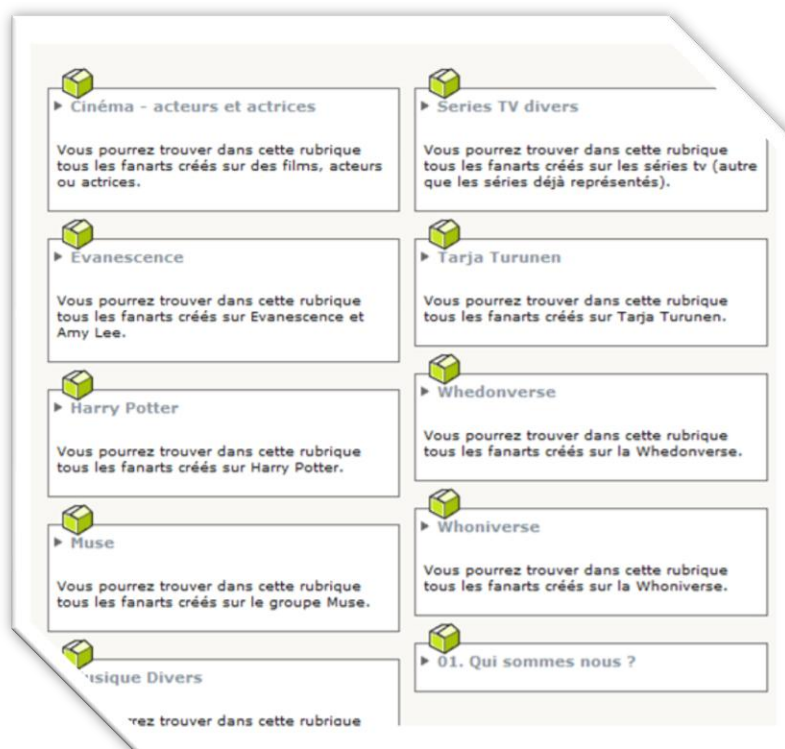 Cinéma - acteurs et actrices
Vous pourrez trouver dans cette rubrique
tous les fanarts créés sur des films, acteurs
ou actrices.
Evanescence
Vous pourrez trouver dans cette rubrique
tous les fanarts créés sur Evanescence et
Amy Lee.
Harry Potter
Vous pourrez trouver dans cette rubrique
tous les fanarts créés sur Harry Potter.
Muse
Vous pourrez trouver dans cette rubrique
tous les fanarts créés sur le groupe Muse.
Divers
trouver dans cette rubrique
Series TV divers
Vous pourrez trouver dans cette rubrique
tous les fanarts créés sur les séries tv (autre
que les séries déjà représentés).
Tarja Turunen
Vous pourrez trouver dans cette rubrique
tous les fanarts créés sur Tarja Turunen.
Whedonverse
Vous pourrez trouver dans cette rubrique
tous les fanarts créés sur la Whedonverse.
Whoniverse
Vous pourrez trouver dans cette rubrique
tous les fanarts créés sur la Whoniverse.
01. Qui sommes nous ?